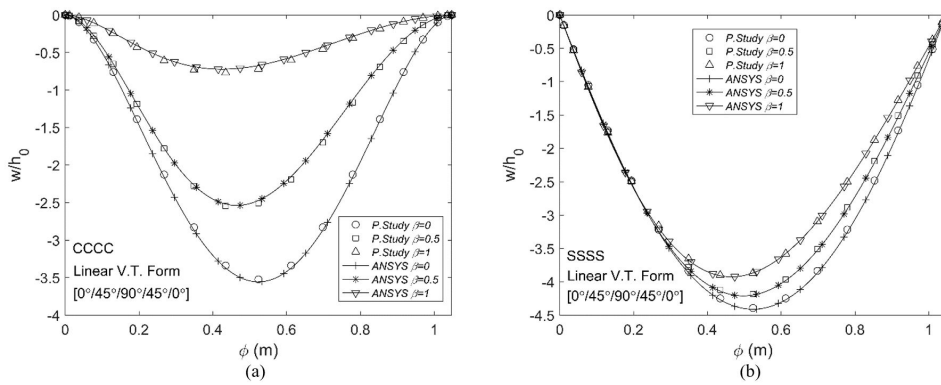 (a)
0
-0.5
-1
-1.5
-2
-2.5
-3
-3.5
-4
w/h0
CCCC
Linear V.T. Form
[0°/45°/90°/45°/0°]
P.Study β=0
P.Study β=0.5
P.Study β=1
ANSYS β=0
ANSYS β=0.5
ANSYS β=1
0 0.2 0.4 0.6 0.8 1
ϕ (m)
(a)
(b)
0
-0.5
-1
-1.5
-2
-2.5
-3
-3.5
-4
-4.5
w/h0
P.Study β=0
P.Study β=0.5
P.Study β=1
ANSYS β=0
ANSYS β=0.5
ANSYS β=1
SSSS
Linear V.T. Form
[0°/45°/90°/45°/0°]
0 0.2 0.4 0.6 0.8 1
ϕ (m)
(b)